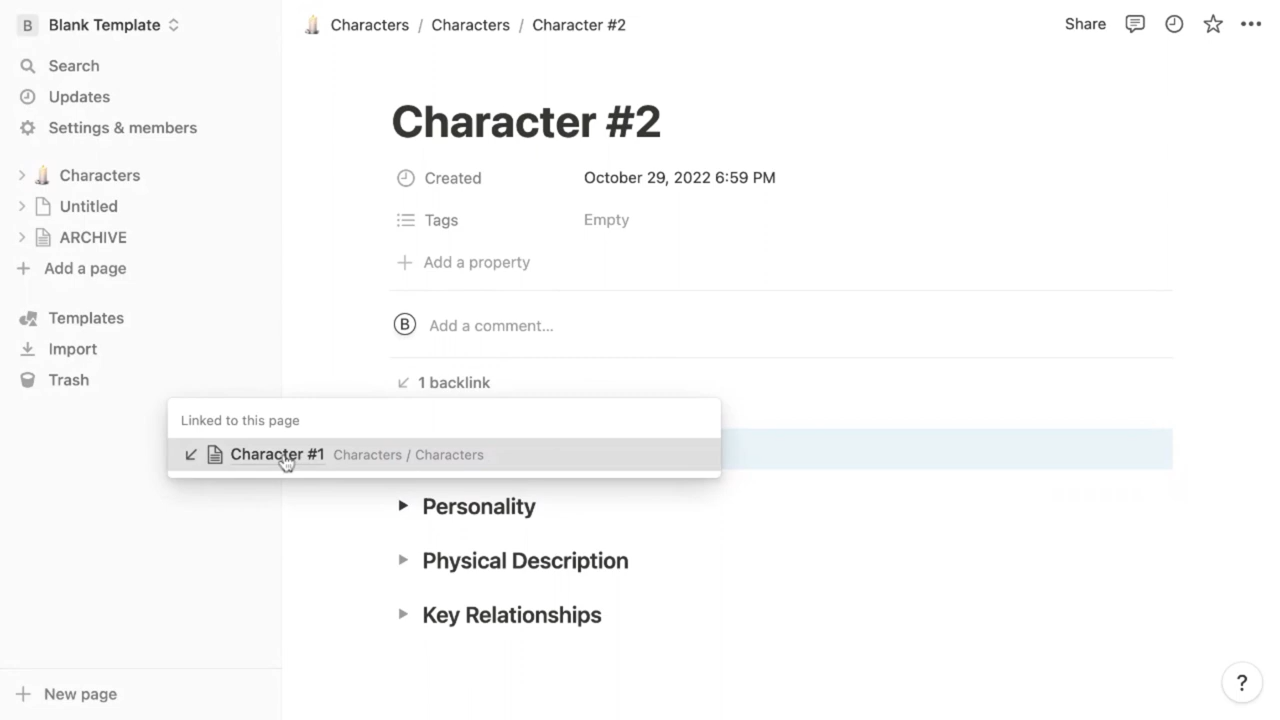 B Blank Template
Characters / Characters / Character #2
Share
Search
Updates
Settings & members
Characters
Untitled
ARCHIVE
Add a page
Templates
Import
Trash
New page
Character #2
Created October 29, 2022 6:59 PM
Tags Empty
Add a property
B Add a comment...
1 backlink
Linked to this page
Character #1 Characters / Characters
Personality
Physical Description
Key Relationships
?